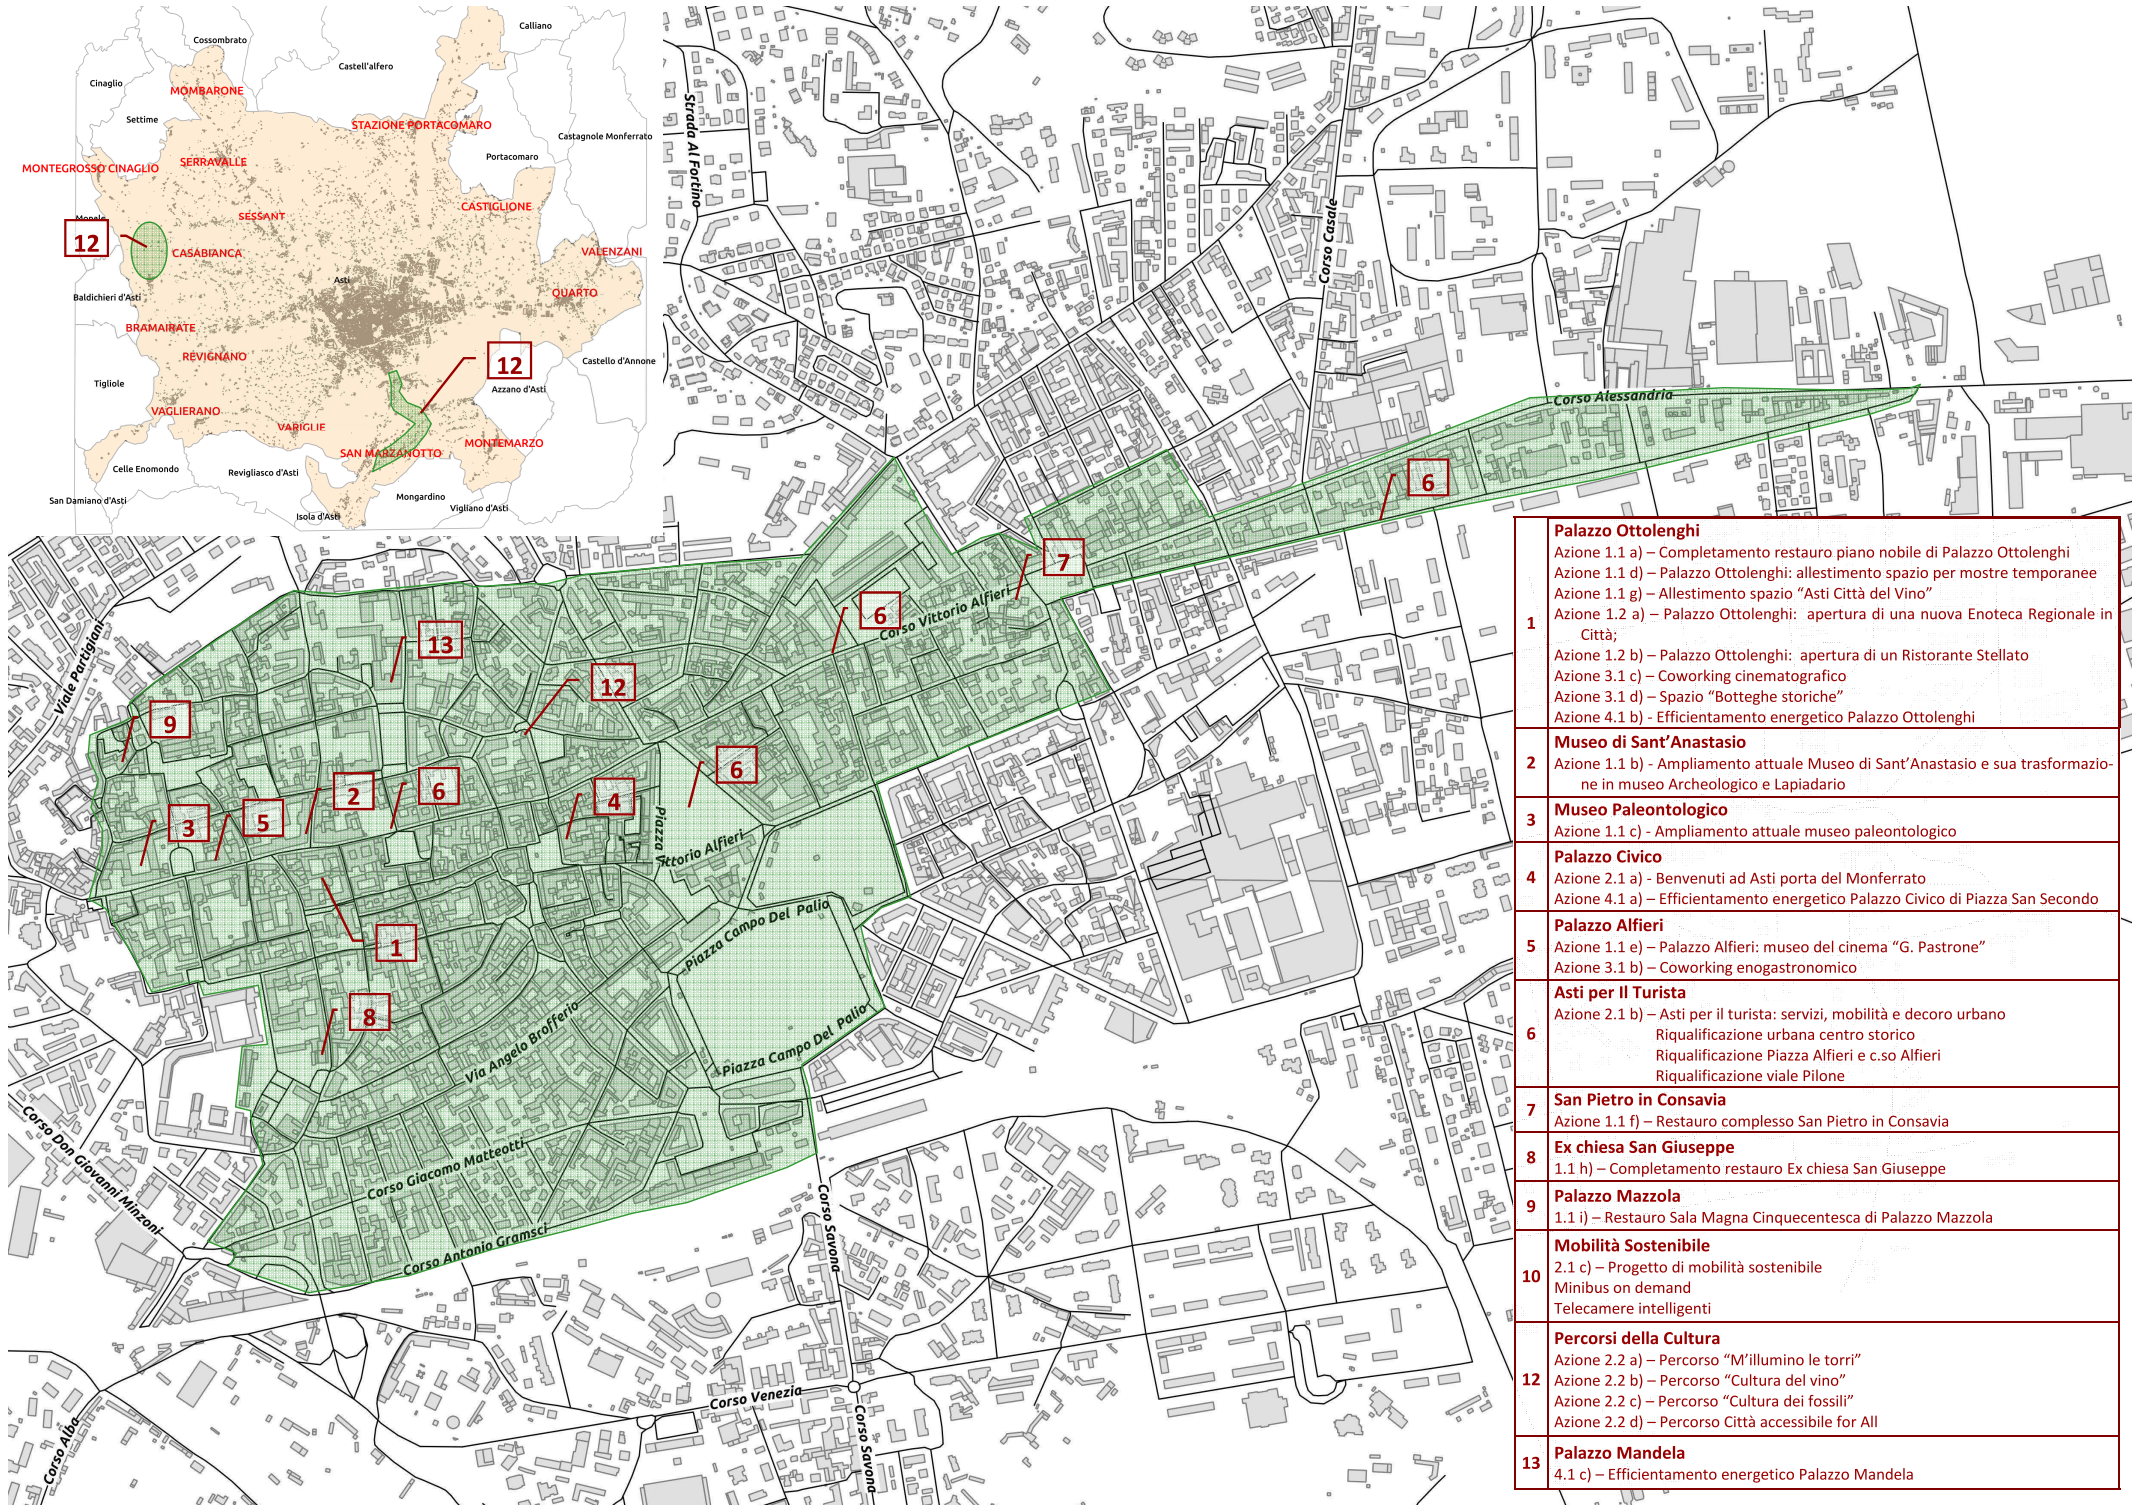 Calliano
Cossombrato
Castell'alfero
Cinaglio
MOMBARONE
Settime
STAZIONE PORTACOMARO
Castagnole Monferrato
Portacomaro
SERRAVALLE
MONTEGROSSO CINAGLIO
CASTIGLIONE
SESSANT
Monale
12
CASABIANCA
VALENZANI
Asti
QUARTO
Baldichieri d'Asti
BRAMAIRATE
REVIGNANO
12
Castello d'Annone
Tigliole
Azzano d'Asti
VAGLIERANO
VARIGLIE
MONTEMARZO
SAN MARZANOTTO
Celle Enomondo
Revigliasco d'Asti
San Damiano d'Asti
Mongardino
Vigliano d'Asti
Isola d'Asti
Strada Al Fortino
Corso Casale
Corso Alessandria
6
7
6
Corso Vittorio Alfieri
13
Viale Partigiani
12
9
6
2
6
4
3
5
Piazza Vittorio Alfieri
Piazza Campo Del Palio
1
8
Via Angelo Brofferio
Piazza Campo Del Palio
Corso Don Giovanni Minzoni
Corso Giacomo Matteotti
Corso Antonio Gramsci
Corso Savona
Corso Venezia
Corso Savona
Corso Alba
1
Palazzo Ottolenghi
Azione 1.1 a) – Completamento restauro piano nobile di Palazzo Ottolenghi
Azione 1.1 d) – Palazzo Ottolenghi: allestimento spazio per mostre temporanee
Azione 1.1 g) – Allestimento spazio “Asti Città del Vino”
Azione 1.2 a) – Palazzo Ottolenghi: apertura di una nuova Enoteca Regionale in
Città;
Azione 1.2 b) – Palazzo Ottolenghi: apertura di un Ristorante Stellato
Azione 3.1 c) – Coworking cinematografico
Azione 3.1 d) – Spazio “Botteghe storiche”
Azione 4.1 b) - Efficientamento energetico Palazzo Ottolenghi
2
Museo di Sant’Anastasio
Azione 1.1 b) - Ampliamento attuale Museo di Sant’Anastasio e sua trasformazio-
ne in museo Archeologico e Lapiadario
3
Museo Paleontologico
Azione 1.1 c) - Ampliamento attuale museo paleontologico
4
Palazzo Civico
Azione 2.1 a) - Benvenuti ad Asti porta del Monferrato
Azione 4.1 a) – Efficientamento energetico Palazzo Civico di Piazza San Secondo
5
Palazzo Alfieri
Azione 1.1 e) – Palazzo Alfieri: museo del cinema “G. Pastrone”
Azione 3.1 b) – Coworking enogastronomico
6
Asti per Il Turista
Azione 2.1 b) – Asti per il turista: servizi, mobilità e decoro urbano
Riqualificazione urbana centro storico
Riqualificazione Piazza Alfieri e c.so Alfieri
Riqualificazione viale Pilone
7
San Pietro in Consavia
Azione 1.1 f) – Restauro complesso San Pietro in Consavia
8
Ex chiesa San Giuseppe
1.1 h) – Completamento restauro Ex chiesa San Giuseppe
9
Palazzo Mazzola
1.1 i) – Restauro Sala Magna Cinquecentesca di Palazzo Mazzola
10
Mobilità Sostenibile
2.1 c) – Progetto di mobilità sostenibile
Minibus on demand
Telecamere intelligenti
12
Percorsi della Cultura
Azione 2.2 a) – Percorso “M’illumino le torri”
Azione 2.2 b) – Percorso “Cultura del vino”
Azione 2.2 c) – Percorso “Cultura dei fossili”
Azione 2.2 d) – Percorso Città accessibile for All
13
Palazzo Mandela
4.1 c) – Efficientamento energetico Palazzo Mandela